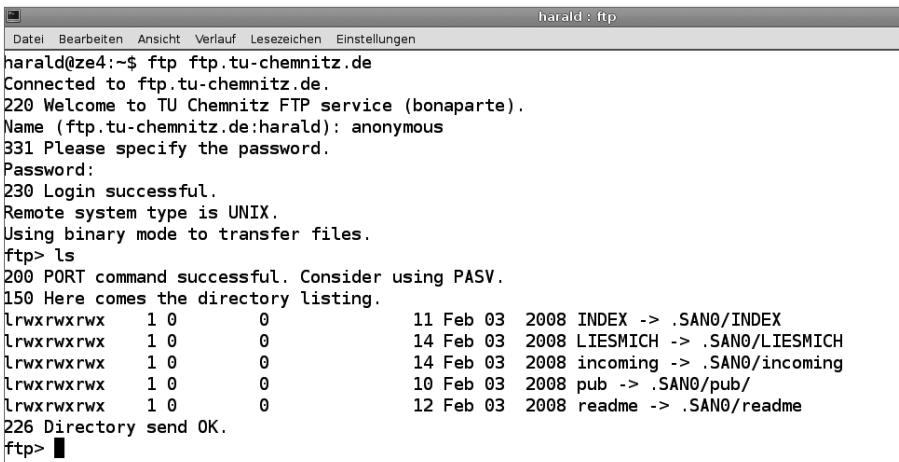 harald : ftp
Datei Bearbeiten Ansicht Verlauf Lesezeichen Einstellungen
harald@ze4:~$ ftp ftp.tu-chemnitz.de
Connected to ftp.tu-chemnitz.de.
220 Welcome to TU Chemnitz FTP service (bonaparte).
Name (ftp.tu-chemnitz.de:harald): anonymous
331 Please specify the password.
Password:
230 Login successful.
Remote system type is UNIX.
Using binary mode to transfer files.
ftp> ls
200 PORT command successful. Consider using PASV.
150 Here comes the directory listing.
lrwxrwxrwx    1 0        0              11 Feb 03  2008 INDEX -> .SAN0/INDEX
lrwxrwxrwx    1 0        0              14 Feb 03  2008 LIESMICH -> .SAN0/LIESMICH
lrwxrwxrwx    1 0        0              14 Feb 03  2008 incoming -> .SAN0/incoming
lrwxrwxrwx    1 0        0              10 Feb 03  2008 pub -> .SAN0/pub/
lrwxrwxrwx    1 0        0              12 Feb 03  2008 readme -> .SAN0/readme
226 Directory send OK.
ftp>